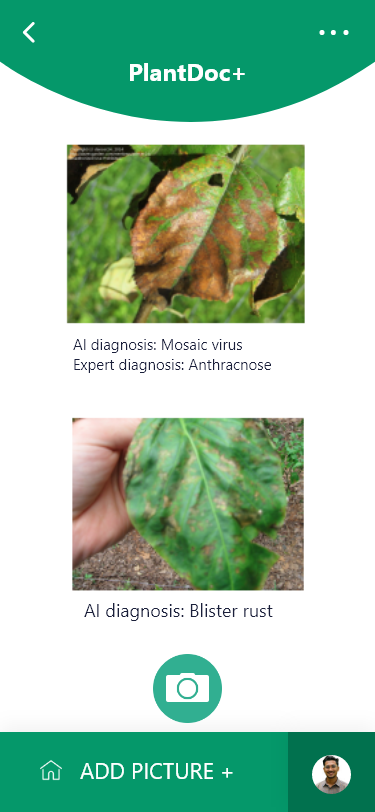 PlantDoc+
AI diagnosis: Mosaic virus
Expert diagnosis: Anthracnose
AI diagnosis: Blister rust
ADD PICTURE +